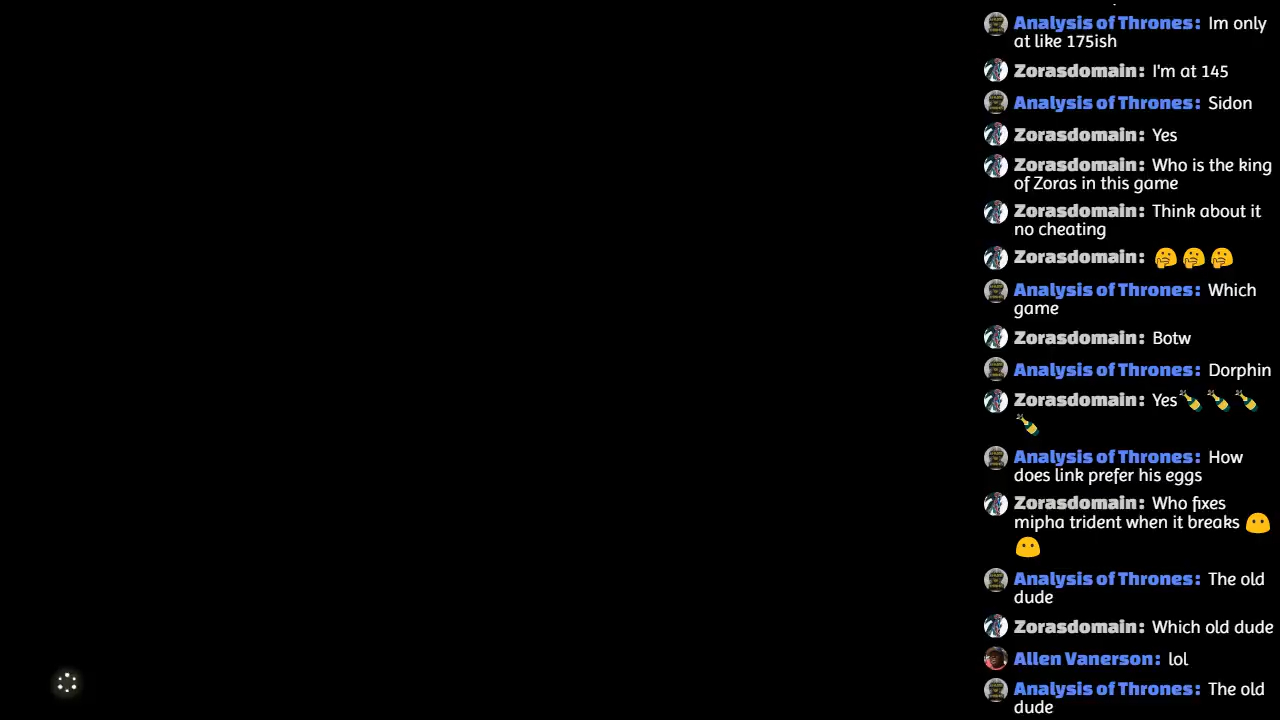 Analysis of Thrones: Im only
at like 175ish
Zorasdomain: I'm at 145
Analysis of Thrones: Sidon
Zorasdomain: Yes
Zorasdomain: Who is the king
of Zoras in this game
Zorasdomain: Think about it
no cheating
Zorasdomain: 🤔🤔🤔
Analysis of Thrones: Which
game
Zorasdomain: Botw
Analysis of Thrones: Dorphin
Zorasdomain: Yes🍾🍾🍾
🍾
Analysis of Thrones: How
does link prefer his eggs
Zorasdomain: Who fixes
mipha trident when it breaks 😶
😶
Analysis of Thrones: The old
dude
Zorasdomain: Which old dude
Allen Vanerson: lol
Analysis of Thrones: The old
dude